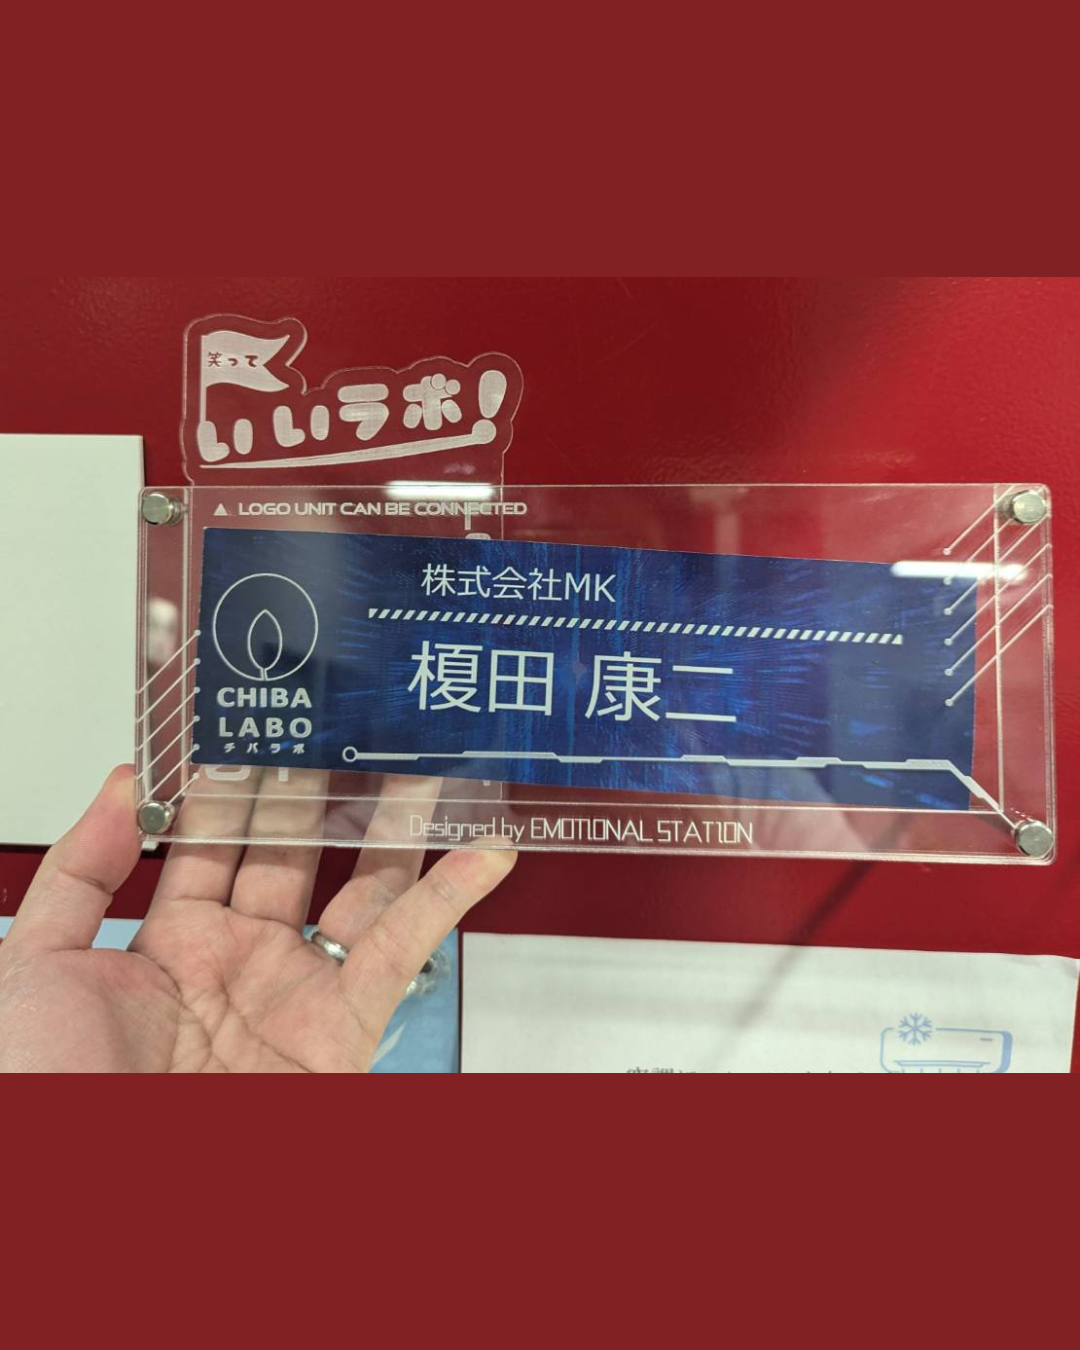 笑って
いいラボ!
▲ LOGO UNIT CAN BE CONNECTED
株式会社MK
榎田 康二
CHIBA
LABO
チバラボ
Designed by EMOTIONAL STATION